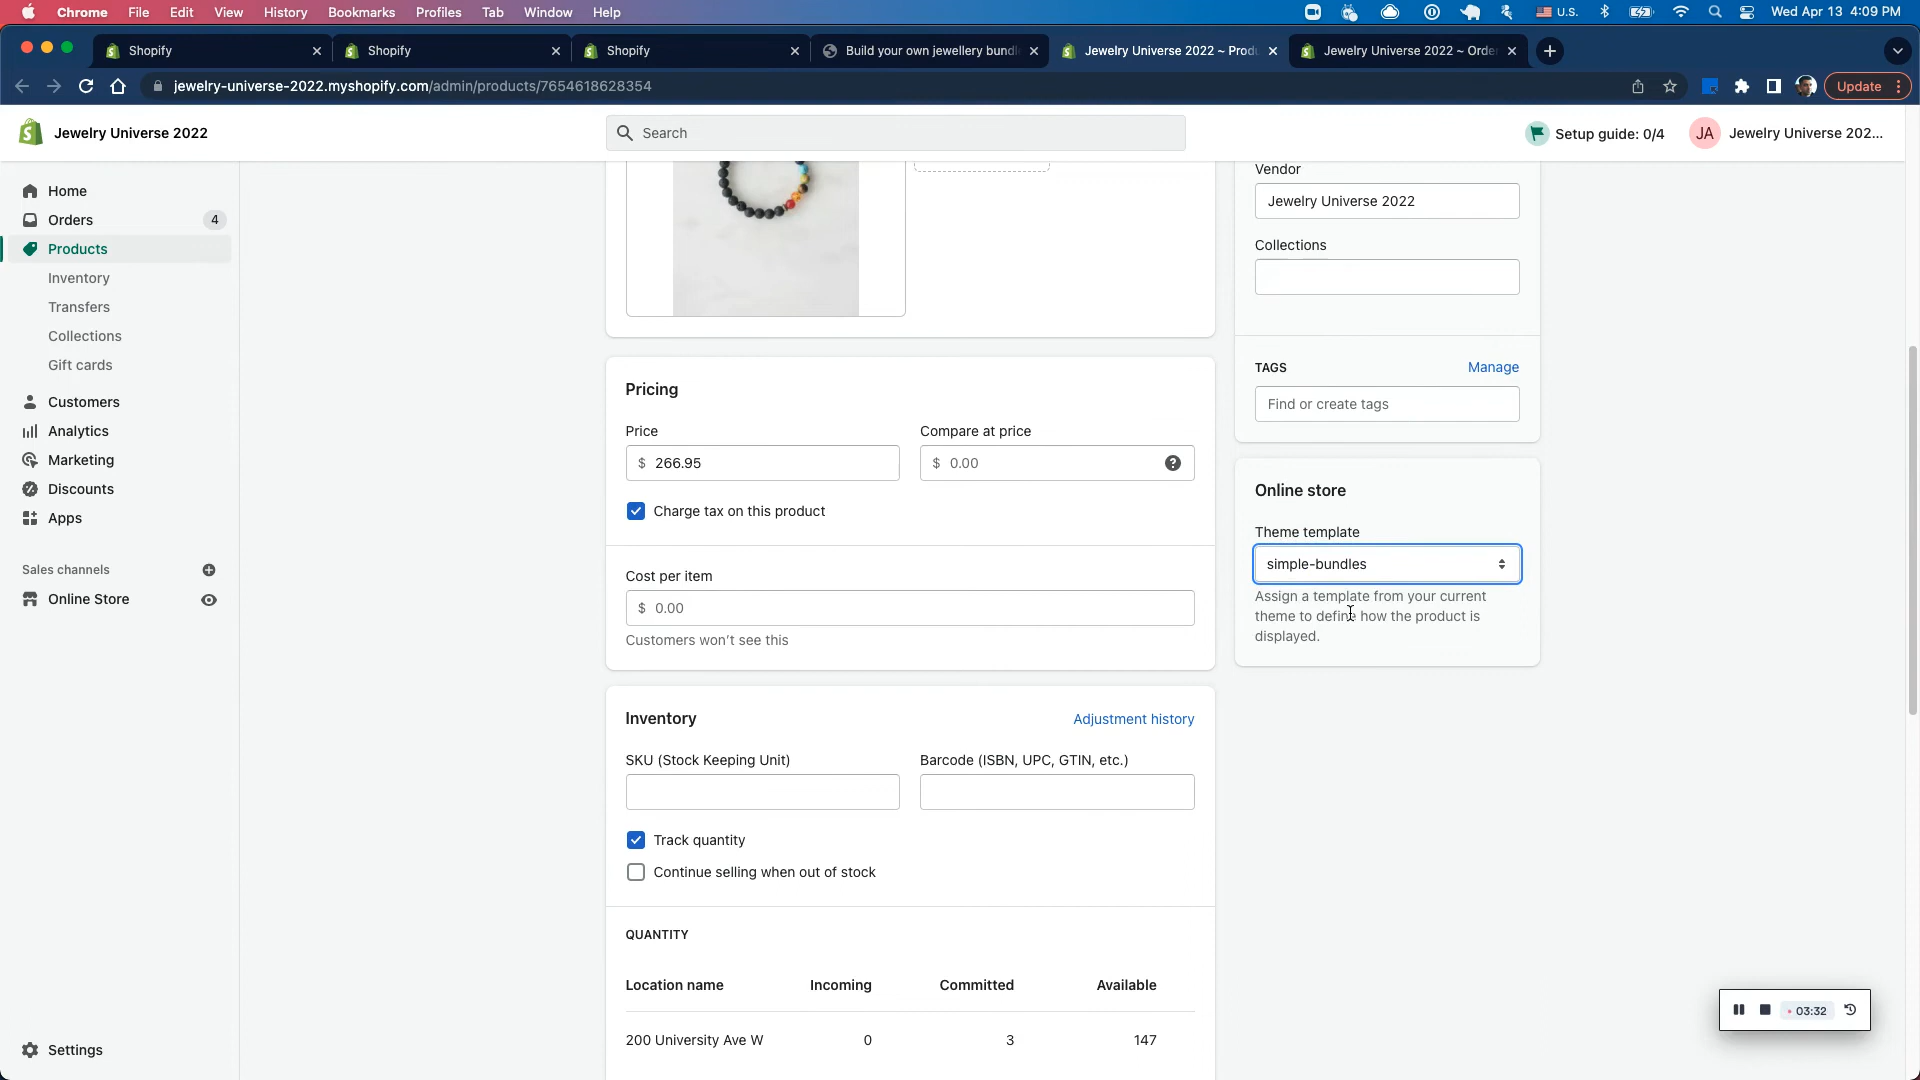 Chrome File Edit View History Bookmarks Profiles Tab Window Help U.S. Wed Apr 13 4:09 PM
Shopify Shopify Shopify Build your own jewellery bundl Jewelry Universe 2022 ~ Produ Jewelry Universe 2022 ~ Order
jewelry-universe-2022.myshopify.com/admin/products/7654618628354 Update
Jewelry Universe 2022 Search Setup guide: 0/4 JA Jewelry Universe 202...
Home
Orders 4
Products
Inventory
Transfers
Collections
Gift cards
Customers
Analytics
Marketing
Discounts
Apps
Sales channels
Online Store
Settings
Pricing
Price Compare at price
$ 266.95 $ 0.00
Charge tax on this product
Cost per item
$ 0.00
Customers won't see this
Inventory Adjustment history
SKU (Stock Keeping Unit) Barcode (ISBN, UPC, GTIN, etc.)
Track quantity
Continue selling when out of stock
QUANTITY
Location name Incoming Committed Available
200 University Ave W 0 3 147
Vendor
Jewelry Universe 2022
Collections
TAGS Manage
Find or create tags
Online store
Theme template
simple-bundles
Assign a template from your current
theme to define how the product is
displayed.
03:32